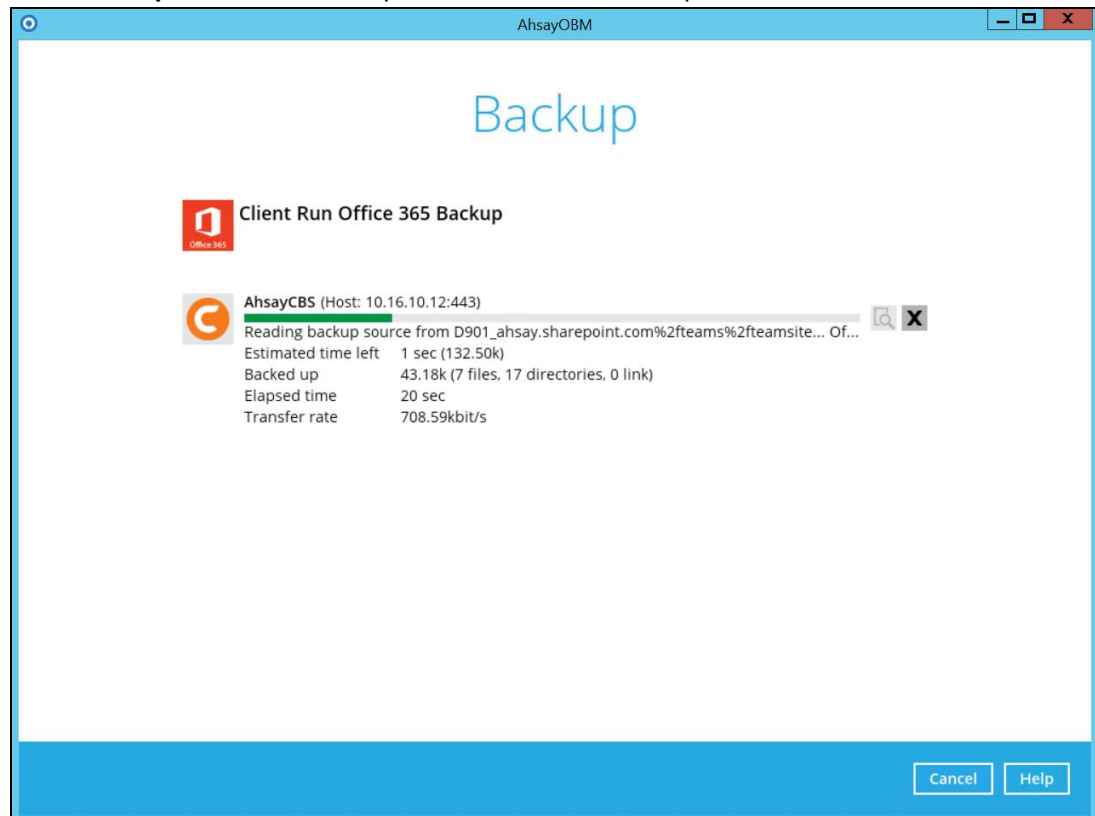 AhsayOBM
X
Backup
Client Run Office 365 Backup
Office 365
AhsayCBS (Host: 10.16.10.12:443)
X
Reading backup source from D901_ahsay.sharepoint.com%2fteams%2fteamsite... Of...
Estimated time left 1 sec (132.50k)
Backed up 43.18k (7 files, 17 directories, 0 link)
Elapsed time 20 sec
Transfer rate 708.59kbit/s
Cancel Help